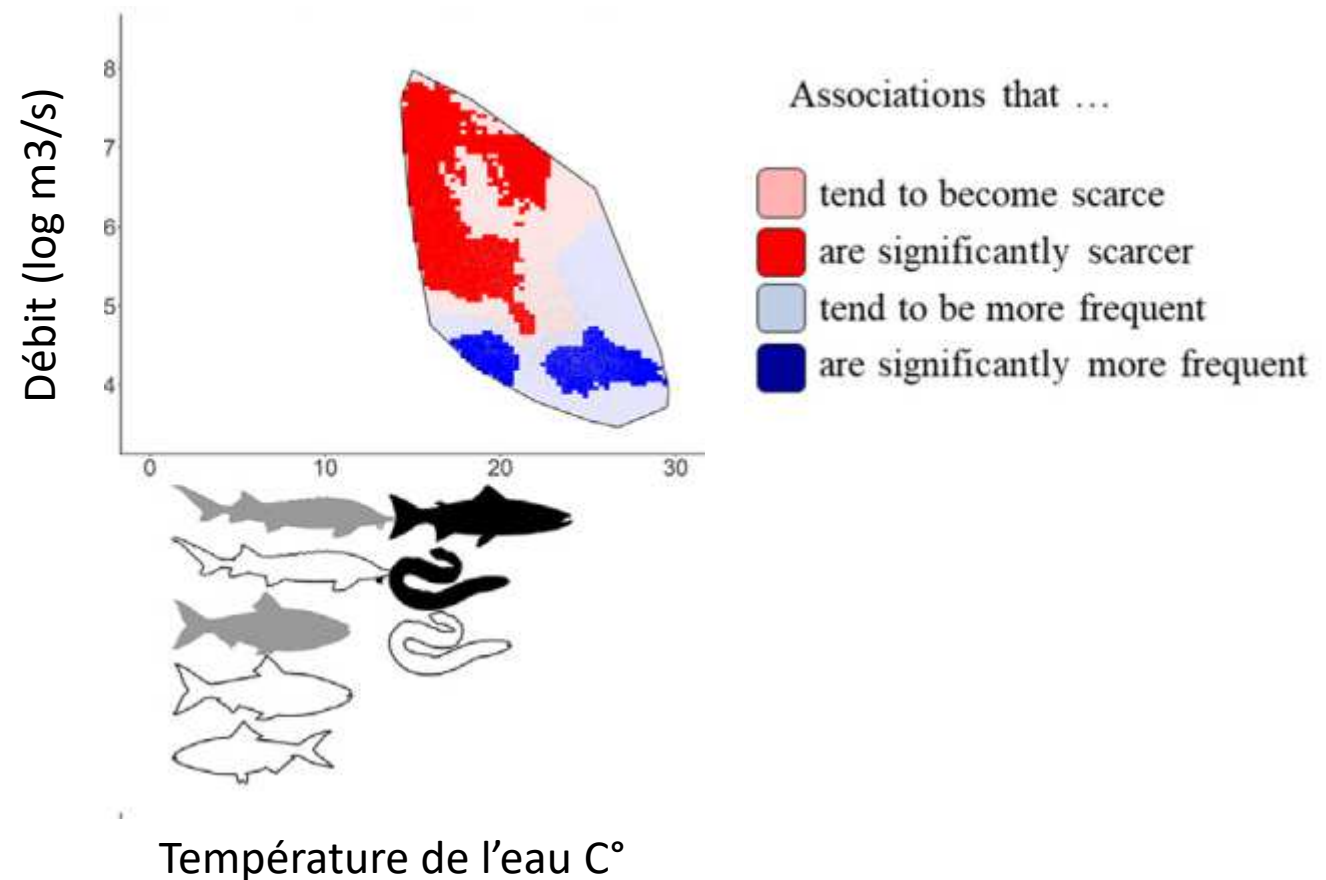 Débit (log m3/s)
8
7
6
5
4
0 10 20 30
Température de l’eau C°
Associations that ...
tend to become scarce
are significantly scarcer
tend to be more frequent
are significantly more frequent